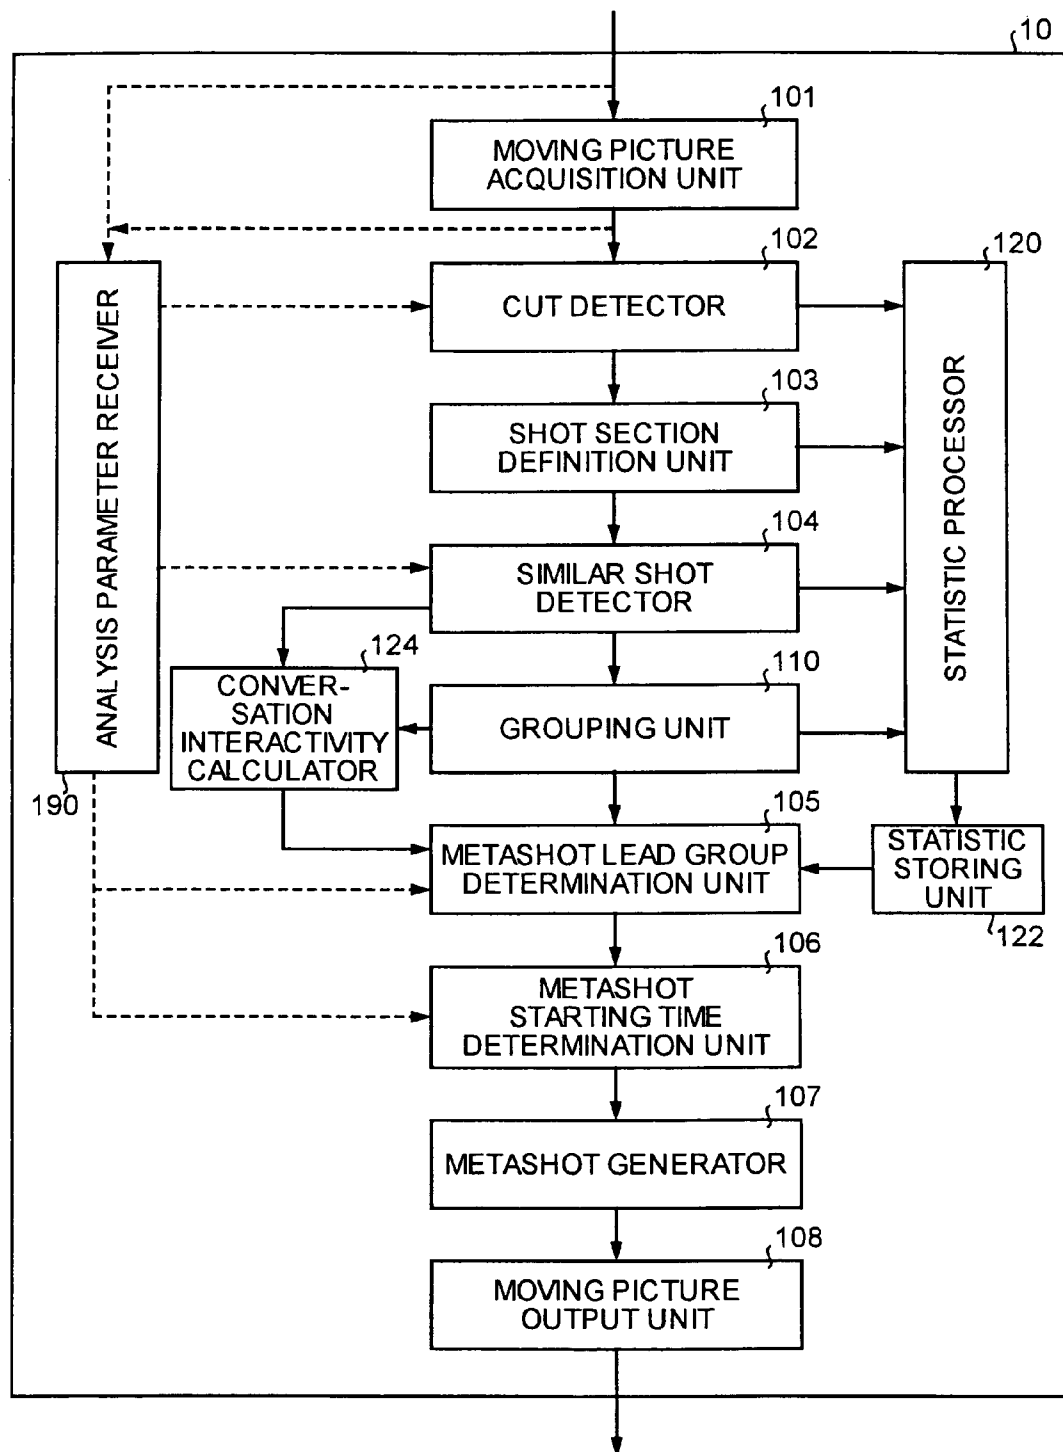 10
101
MOVING PICTURE
ACQUISITION UNIT
102
CUT DETECTOR
120
STATISTIC PROCESSOR
ANALYSIS PARAMETER RECEIVER
190
103
SHOT SECTION
DEFINITION UNIT
104
SIMILAR SHOT
DETECTOR
124
CONVER-
SATION
INTERACTIVITY
CALCULATOR
110
GROUPING UNIT
105
METASHOT LEAD GROUP
DETERMINATION UNIT
STATISTIC
STORING
UNIT
122
106
METASHOT
STARTING TIME
DETERMINATION UNIT
107
METASHOT GENERATOR
108
MOVING PICTURE
OUTPUT UNIT